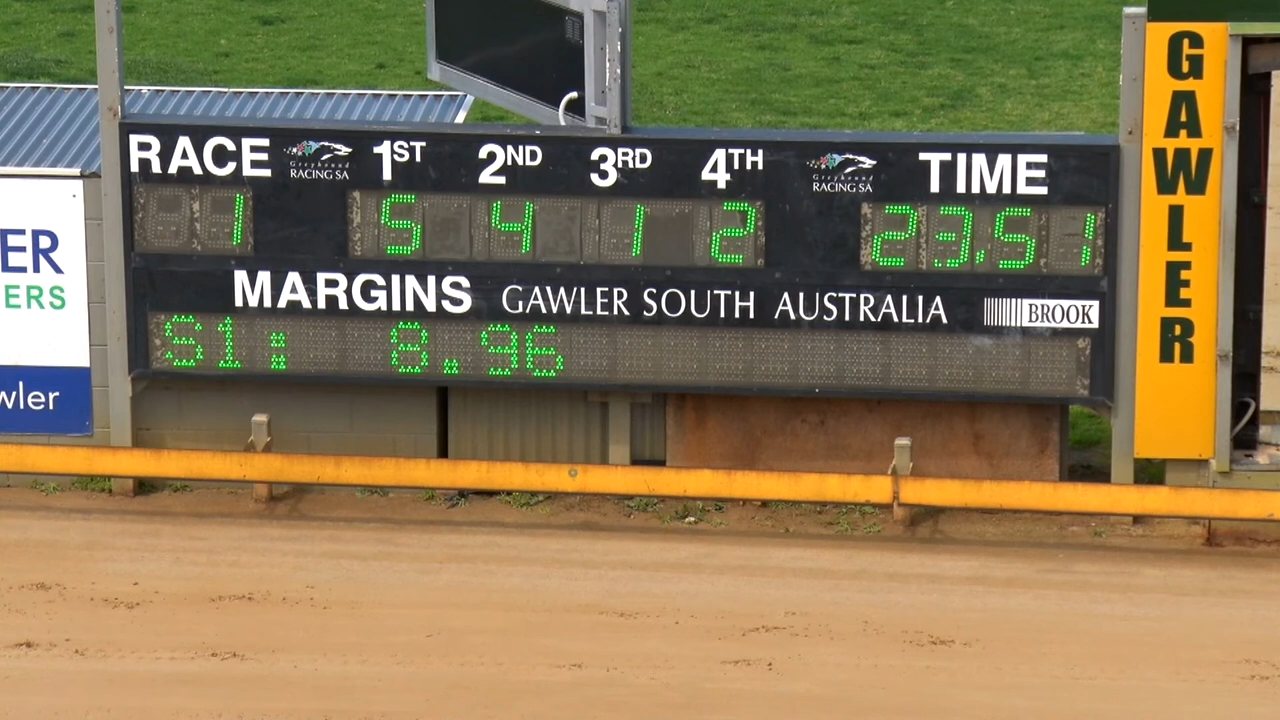 RACE 1ST 2ND 3RD 4TH TIME
Greyhound RACING SA
Greyhound RACING SA
1 5 4 1 2 23.51
MARGINS GAWLER SOUTH AUSTRALIA BROOK
S1: 8.96
GAWLER
ER
ERS
wler